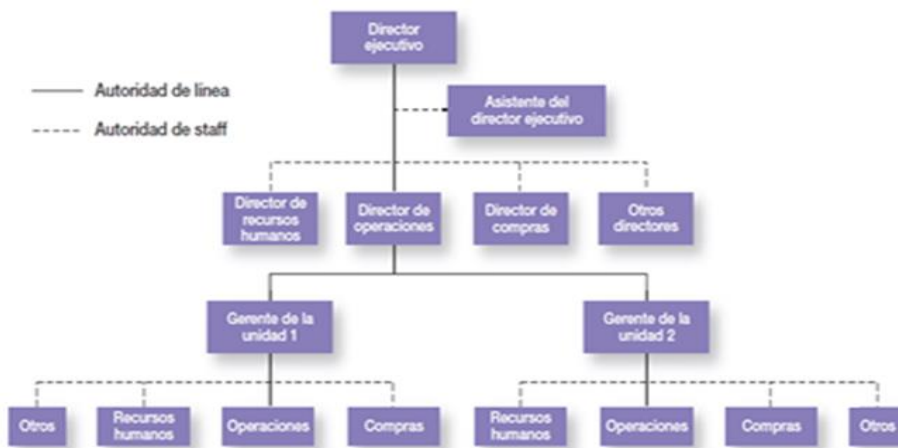 Director
ejecutivo
Autoridad de línea
Asistente del
director ejecutivo
Autoridad de staff
Director de
recursos
humanos
Director de
operaciones
Director de
compras
Otros
directores
Gerente de la
unidad 1
Gerente de la
unidad 2
Otros
Recursos
humanos
Operaciones
Compras
Recursos
humanos
Operaciones
Compras
Otros